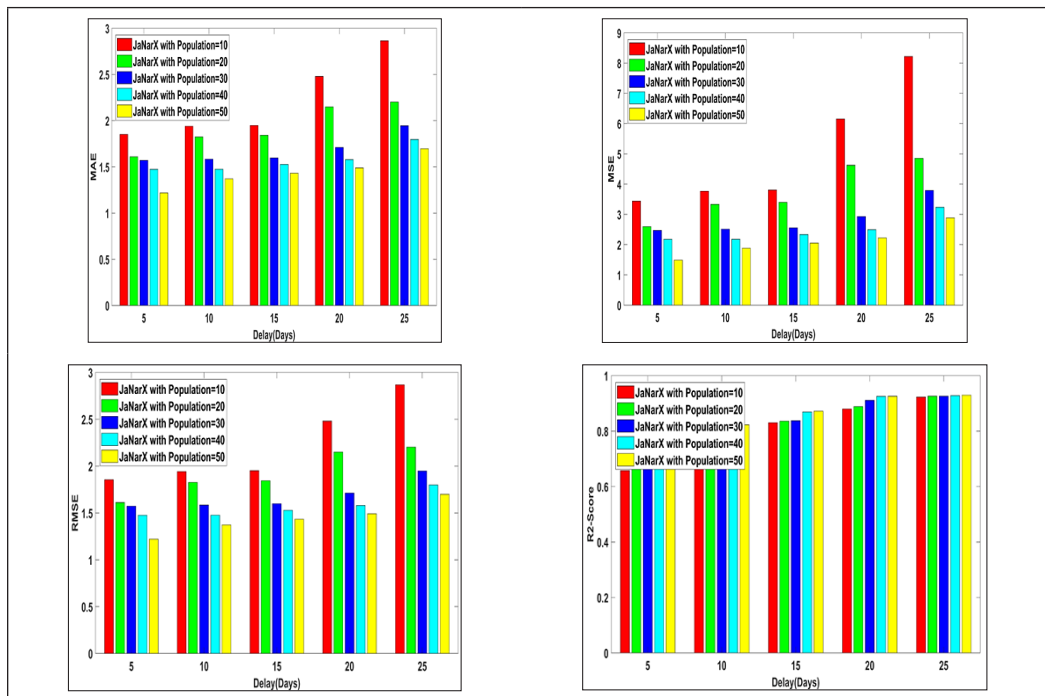 3
2.5
2
1.5
1
0.5
0
MAE
JaNarX with Population=10
JaNarX with Population=20
JaNarX with Population=30
JaNarX with Population=40
JaNarX with Population=50
5 10 15 20 25
Delay(Days)
9
8
7
6
5
4
3
2
1
0
MSE
JaNarX with Population=10
JaNarX with Population=20
JaNarX with Population=30
JaNarX with Population=40
JaNarX with Population=50
5 10 15 20 25
Delay(Days)
3
2.5
2
1.5
1
0.5
0
RMSE
JaNarX with Population=10
JaNarX with Population=20
JaNarX with Population=30
JaNarX with Population=40
JaNarX with Population=50
5 10 15 20 25
Delay(Days)
1
0.8
0.6
0.4
0.2
0
R2-Score
JaNarX with Population=10
JaNarX with Population=20
JaNarX with Population=30
JaNarX with Population=40
JaNarX with Population=50
5 10 15 20 25
Delay(Days)